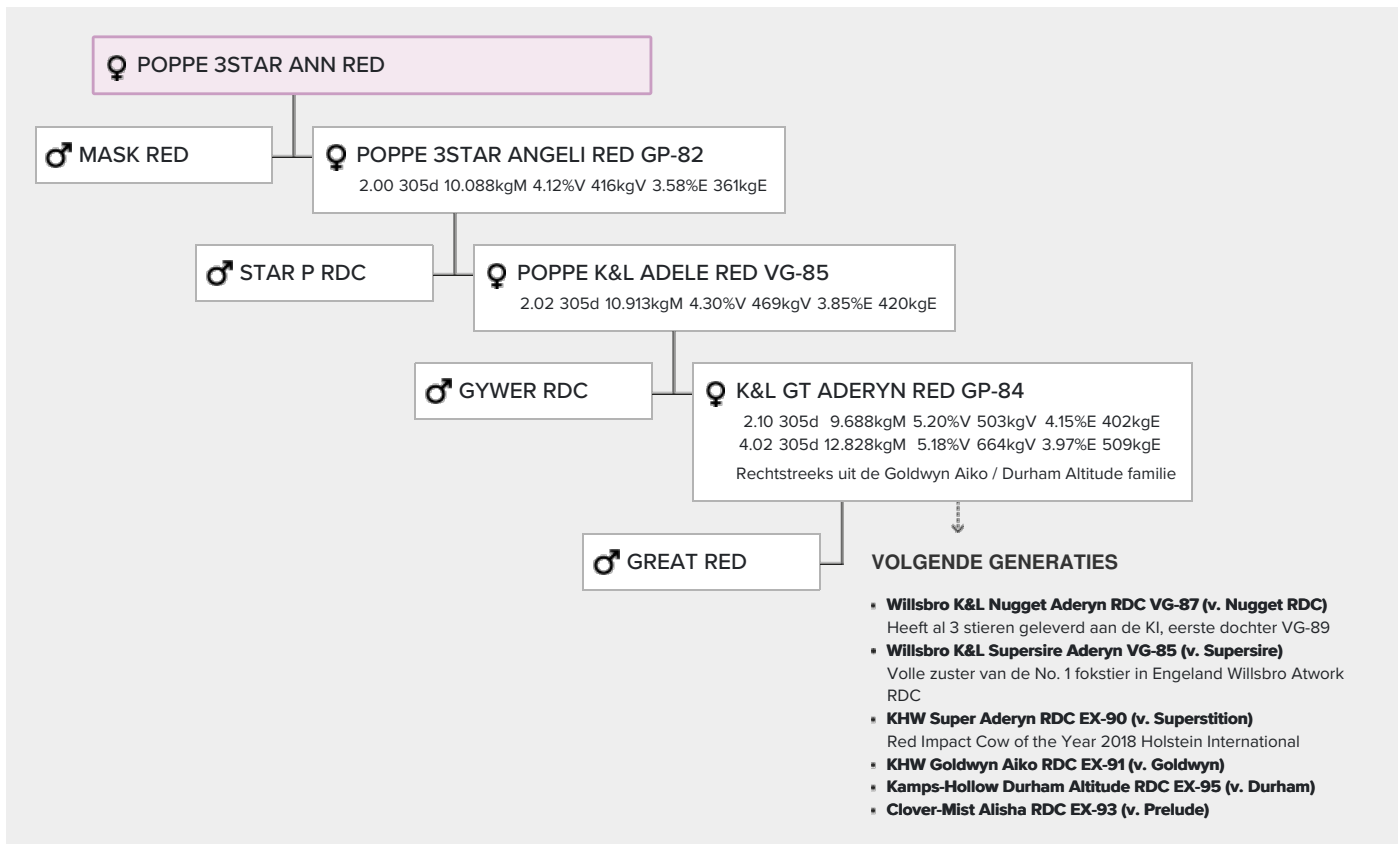 POPPE 3STAR ANN RED
MASK RED
POPPE 3STAR ANGELI RED GP-82
2.00 305d 10.088kgM 4.12%V 416kgV 3.58%E 361kgE
STAR P RDC
POPPE K&L ADELE RED VG-85
2.02 305d 10.913kgM 4.30%V 469kgV 3.85%E 420kgE
GYWER RDC
K&L GT ADERYN RED GP-84
2.10 305d 9.688kgM 5.20%V 503kgV 4.15%E 402kgE
4.02 305d 12.828kgM 5.18%V 664kgV 3.97%E 509kgE
Rechtstreeks uit de Goldwyn Aiko / Durham Altitude familie
GREAT RED
VOLGENDE GENERATIES
Willsbro K&L Nugget Aderyn RDC VG-87 (v. Nugget RDC)
Heeft al 3 stieren geleverd aan de KI, eerste dochter VG-89
Willsbro K&L Supersire Aderyn VG-85 (v. Supersire)
Volle zuster van de No. 1 fokstier in Engeland Willsbro Atwork
RDC
KHW Super Aderyn RDC EX-90 (v. Superstition)
Red Impact Cow of the Year 2018 Holstein International
KHW Goldwyn Aiko RDC EX-91 (v. Goldwyn)
Kamps-Hollow Durham Altitude RDC EX-95 (v. Durham)
Clover-Mist Alisha RDC EX-93 (v. Prelude)